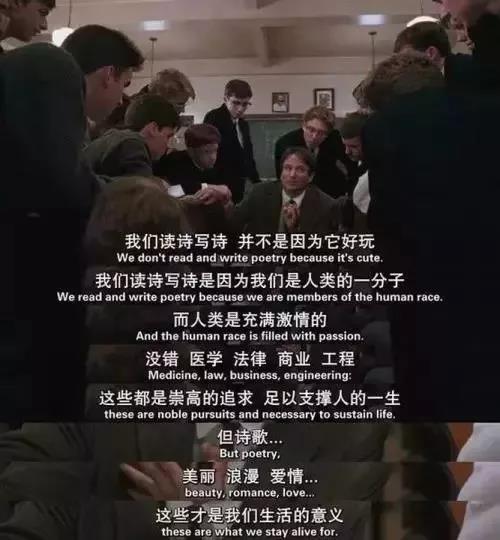 我们读诗写诗 并不是因为它好玩
We don't read and write poetry because it's cute.
我们读诗写诗是因为我们是人类的一分子
We read and write poetry because we are members of the human race.
而人类是充满激情的
And the human race is filled with passion.
没错 医学 法律 商业 工程
Medicine, law, business, engineering:
这些都是崇高的追求 足以支撑人的一生
these are noble pursuits and necessary to sustain life.
但诗歌...
But poetry,
美丽 浪漫 爱情...
beauty, romance, love...
这些才是我们生活的意义
these are what we stay alive for.